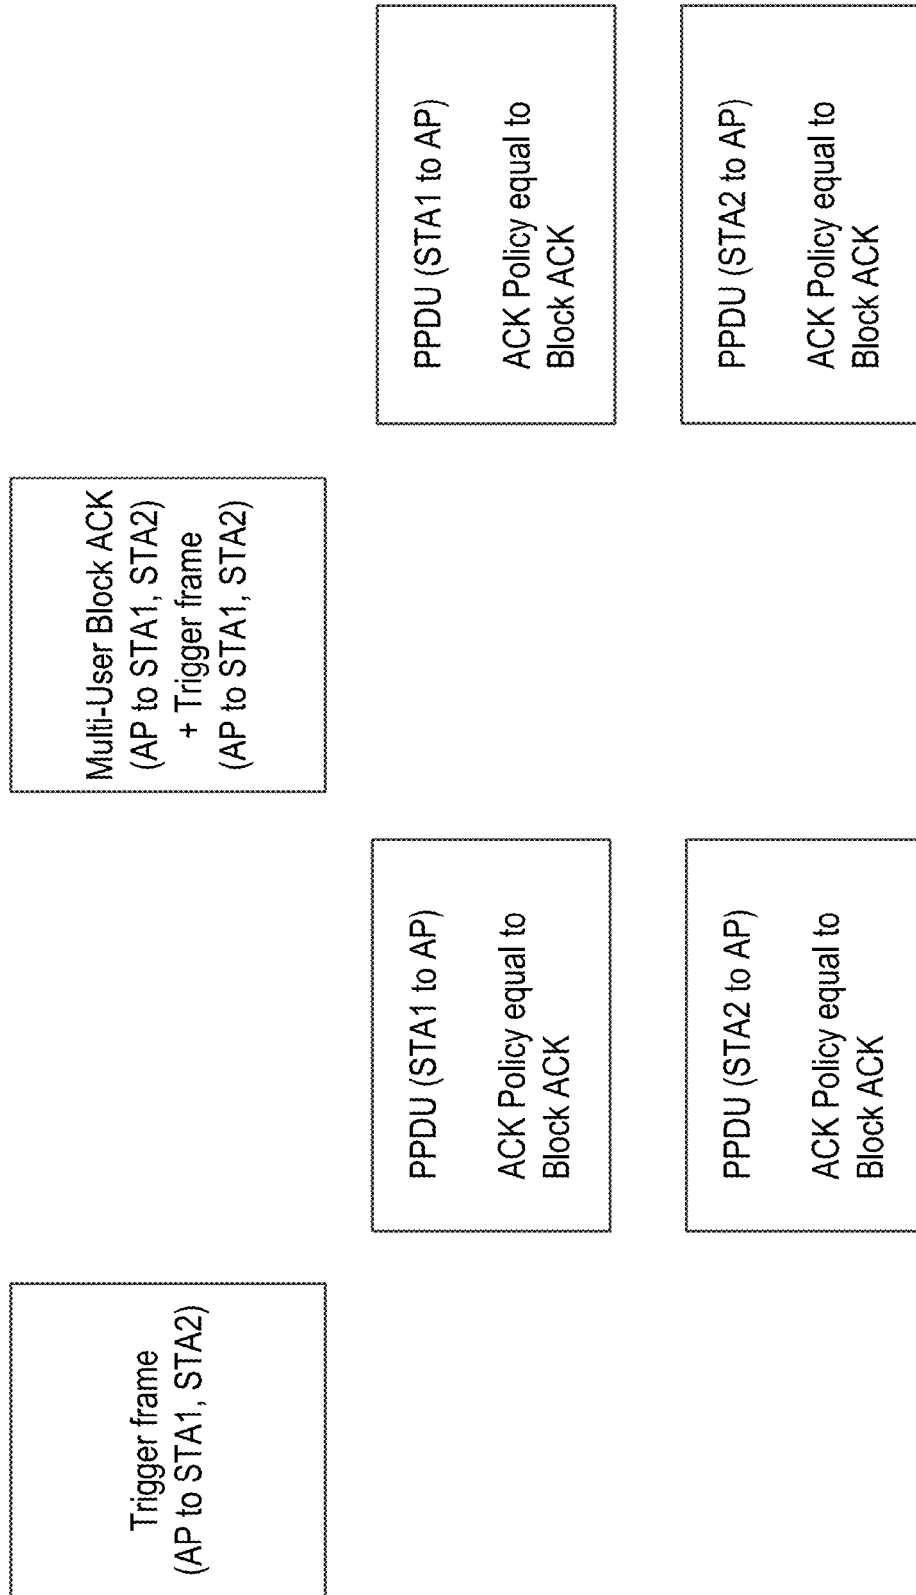 Trigger frame
(AP to STA1, STA2)
PPDU (STA1 to AP)
ACK Policy equal to
Block ACK
PPDU (STA2 to AP)
ACK Policy equal to
Block ACK
Multi-User Block ACK
(AP to STA1, STA2)
+ Trigger frame
(AP to STA1, STA2)
PPDU (STA1 to AP)
ACK Policy equal to
Block ACK
PPDU (STA2 to AP)
ACK Policy equal to
Block ACK